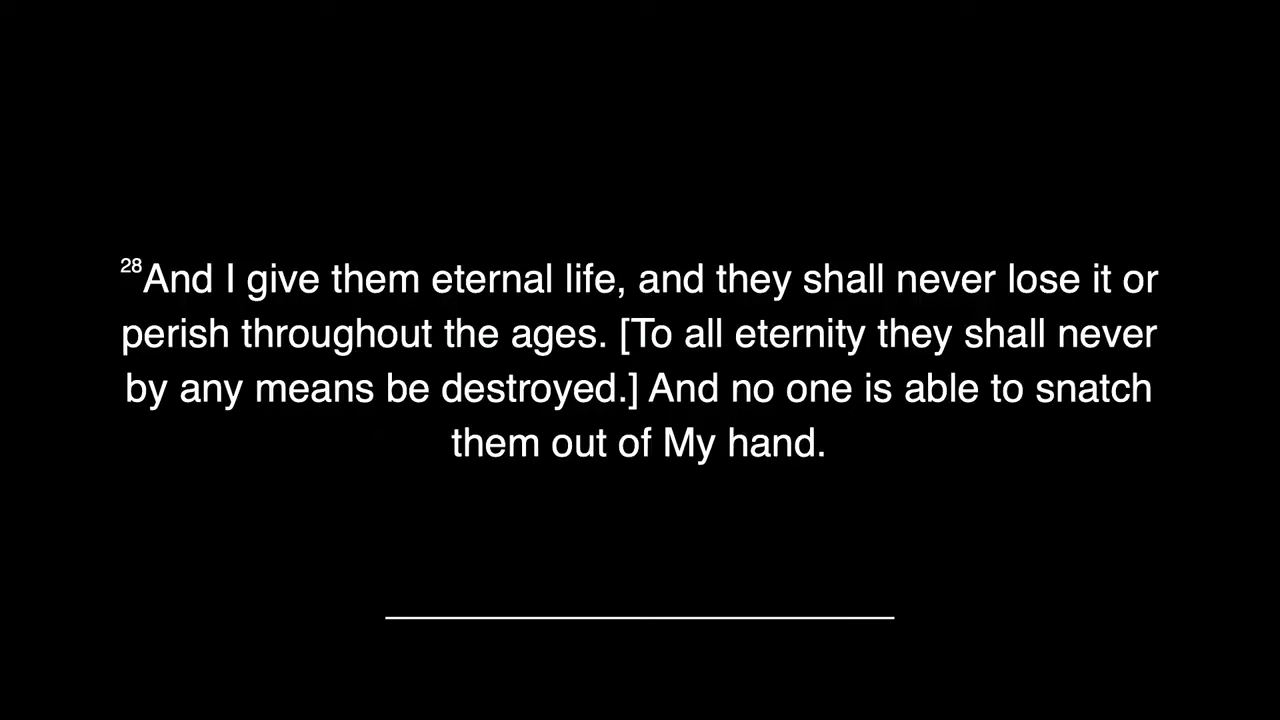 28And I give them eternal life, and they shall never lose it or
perish throughout the ages. [To all eternity they shall never
by any means be destroyed.] And no one is able to snatch
them out of My hand.